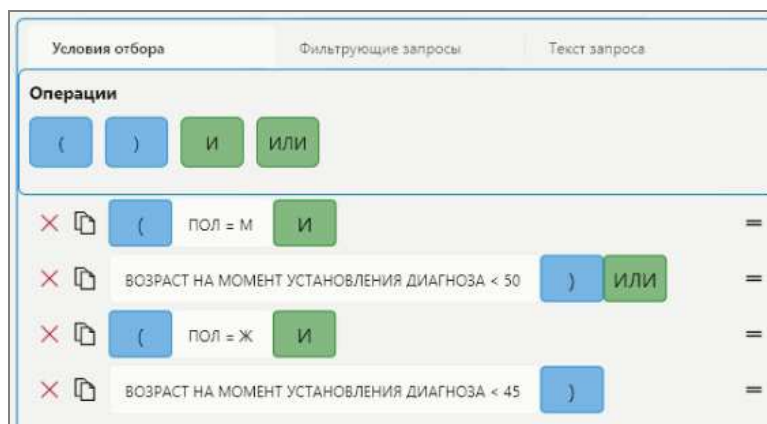 Условия отбора Фильтрующие запросы Текст запроса
Операции
( ) И ИЛИ
( ПОЛ = М И
ВОЗРАСТ НА МОМЕНТ УСТАНОВЛЕНИЯ ДИАГНОЗА < 50 ) ИЛИ
( ПОЛ = Ж И
ВОЗРАСТ НА МОМЕНТ УСТАНОВЛЕНИЯ ДИАГНОЗА < 45 )